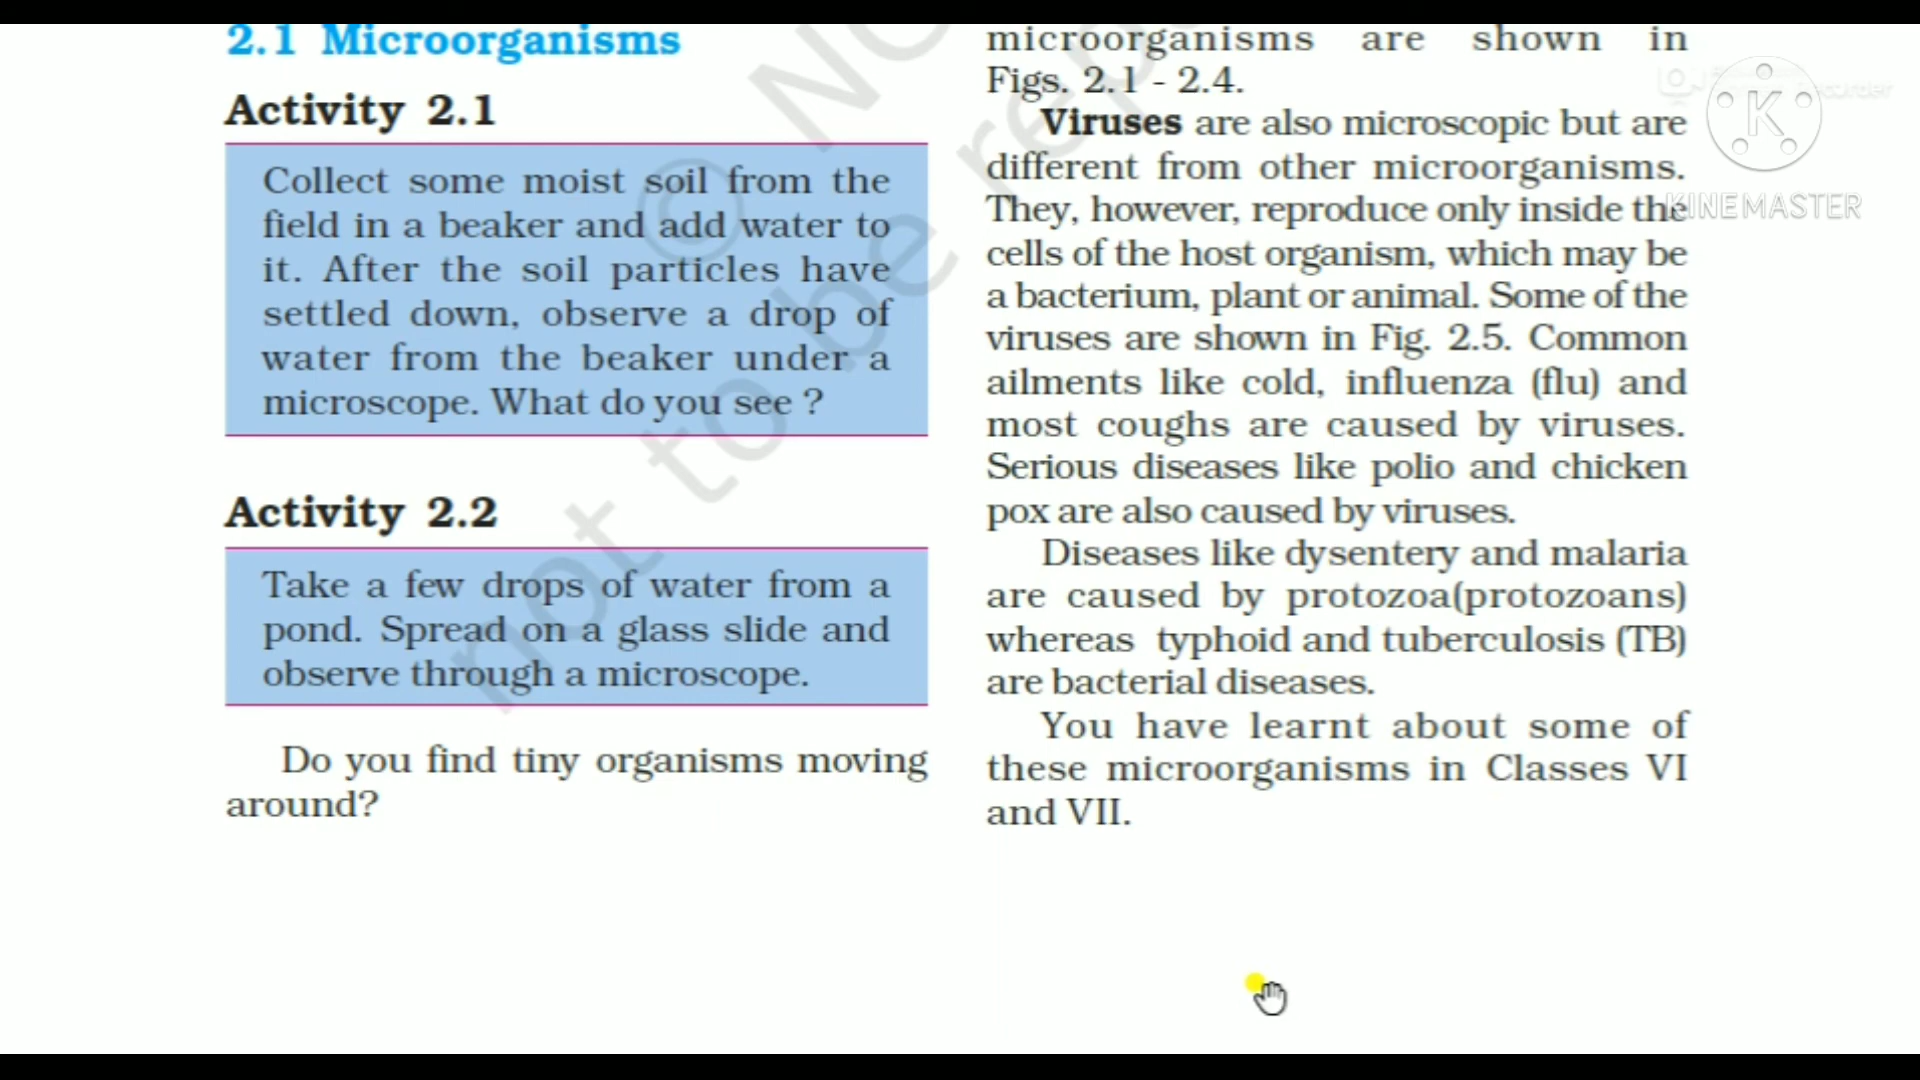 2.1 Microorganisms
Activity 2.1
Collect some moist soil from the
field in a beaker and add water to
it. After the soil particles have
settled down, observe a drop of
water from the beaker under a
microscope. What do you see ?
Activity 2.2
Take a few drops of water from a
pond. Spread on a glass slide and
observe through a microscope.
Do you find tiny organisms moving
around?
microorganisms are shown in
Figs. 2.1 - 2.4.
Viruses are also microscopic but are
different from other microorganisms.
They, however, reproduce only inside the
cells of the host organism, which may be
a bacterium, plant or animal. Some of the
viruses are shown in Fig. 2.5. Common
ailments like cold, influenza (flu) and
most coughs are caused by viruses.
Serious diseases like polio and chicken
pox are also caused by viruses.
Diseases like dysentery and malaria
are caused by protozoa(protozoans)
whereas typhoid and tuberculosis (TB)
are bacterial diseases.
You have learnt about some of
these microorganisms in Classes VI
and VII.
© NO
not to be rep
K
KINEMASTER